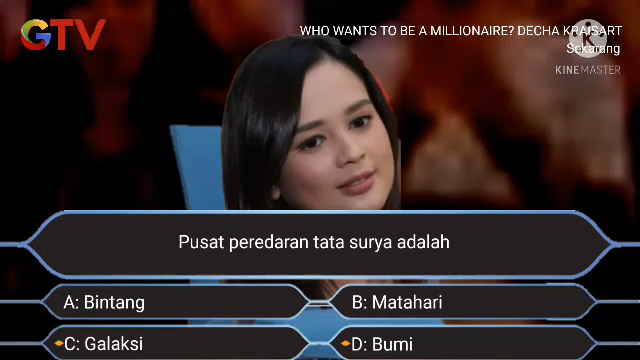 GTV
WHO WANTS TO BE A MILLIONAIRE? DECHA KRAISART
Sekarang
KINEMASTER
Pusat peredaran tata surya adalah
A: Bintang
B: Matahari
C: Galaksi
D: Bumi